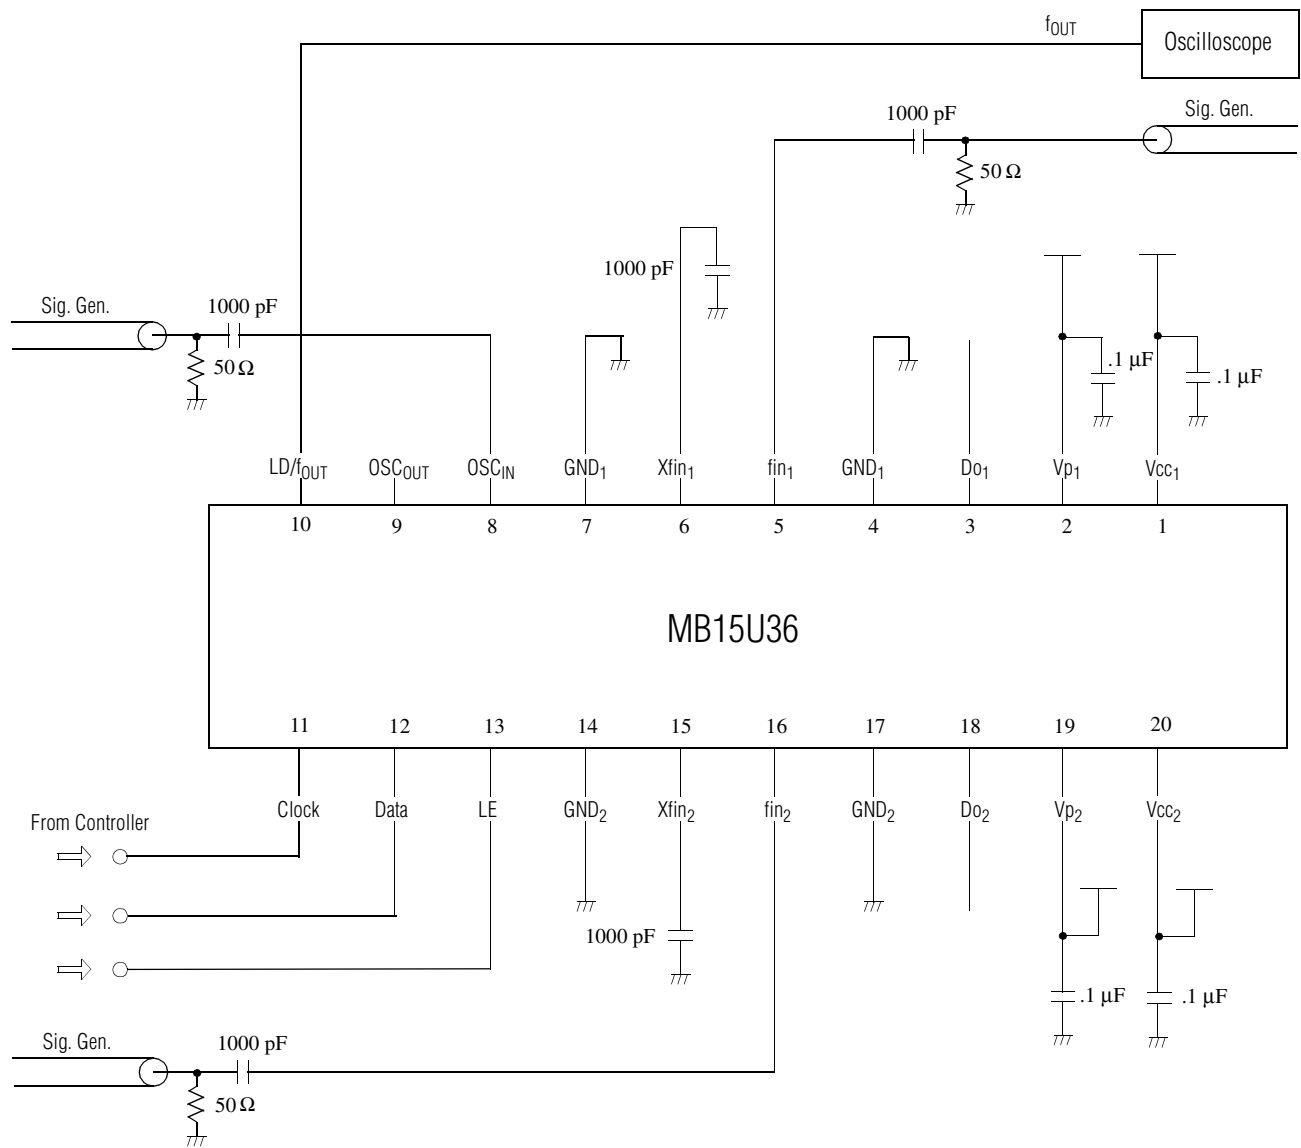 fOUT
Oscilloscope
1000 pF
Sig. Gen.
50 Ω
1000 pF
Sig. Gen.
1000 pF
50 Ω
.1 µF
.1 µF
LD/fOUT OSCOUT OSCIN GND1 Xfin1 fin1 GND1 Do1 Vp1 Vcc1
10 9 8 7 6 5 4 3 2 1
MB15U36
11 12 13 14 15 16 17 18 19 20
Clock Data LE GND2 Xfin2 fin2 GND2 Do2 Vp2 Vcc2
From Controller
1000 pF
.1 µF
.1 µF
Sig. Gen.
1000 pF
50 Ω